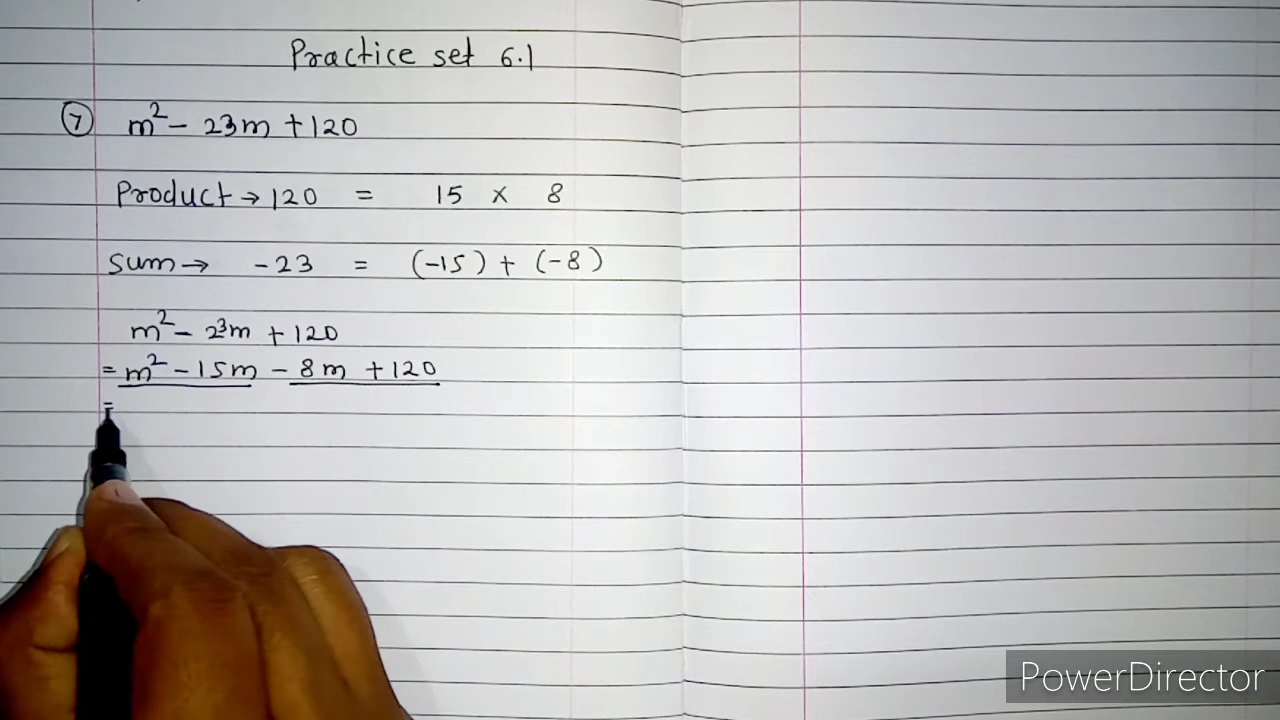 Practice set 6.1
7 m² - 23m + 120
Product → 120 = 15 × 8
Sum → -23 = (-15) + (-8)
m² - 23m + 120
= m² - 15m - 8m + 120
=
PowerDirector